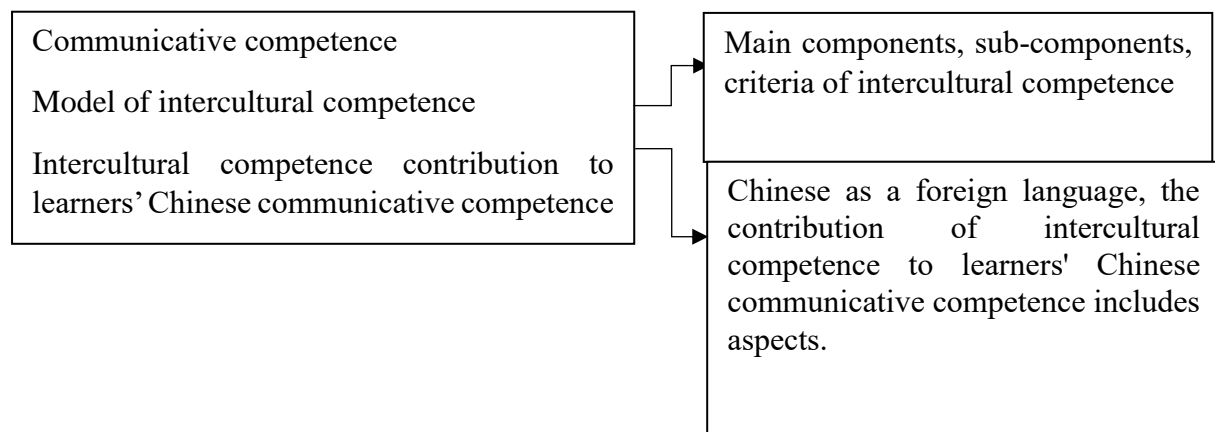 Communicative competence
Model of intercultural competence
Intercultural competence contribution to
learners’ Chinese communicative competence
Main components, sub-components,
criteria of intercultural competence
Chinese as a foreign language, the
contribution of intercultural
competence to learners' Chinese
communicative competence includes
aspects.